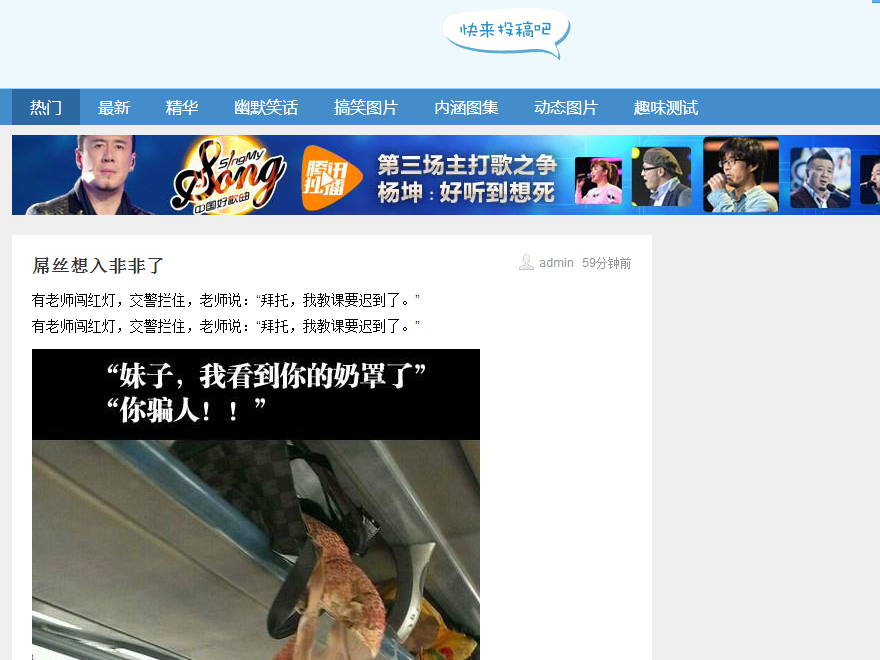 快来投稿吧
热门 最新 精华 幽默笑话 搞笑图片 内涵图集 动态图片 趣味测试
SingMy
Song
中国好歌曲
腾讯
视频
第三场主打歌之争
杨坤：好听到想死
屌丝想入非非了
admin 59分钟前
有老师闯红灯，交警拦住，老师说：“拜托，我教课要迟到了。”
有老师闯红灯，交警拦住，老师说：“拜托，我教课要迟到了。”
“妹子，我看到你的奶罩了”
“你骗人！！”